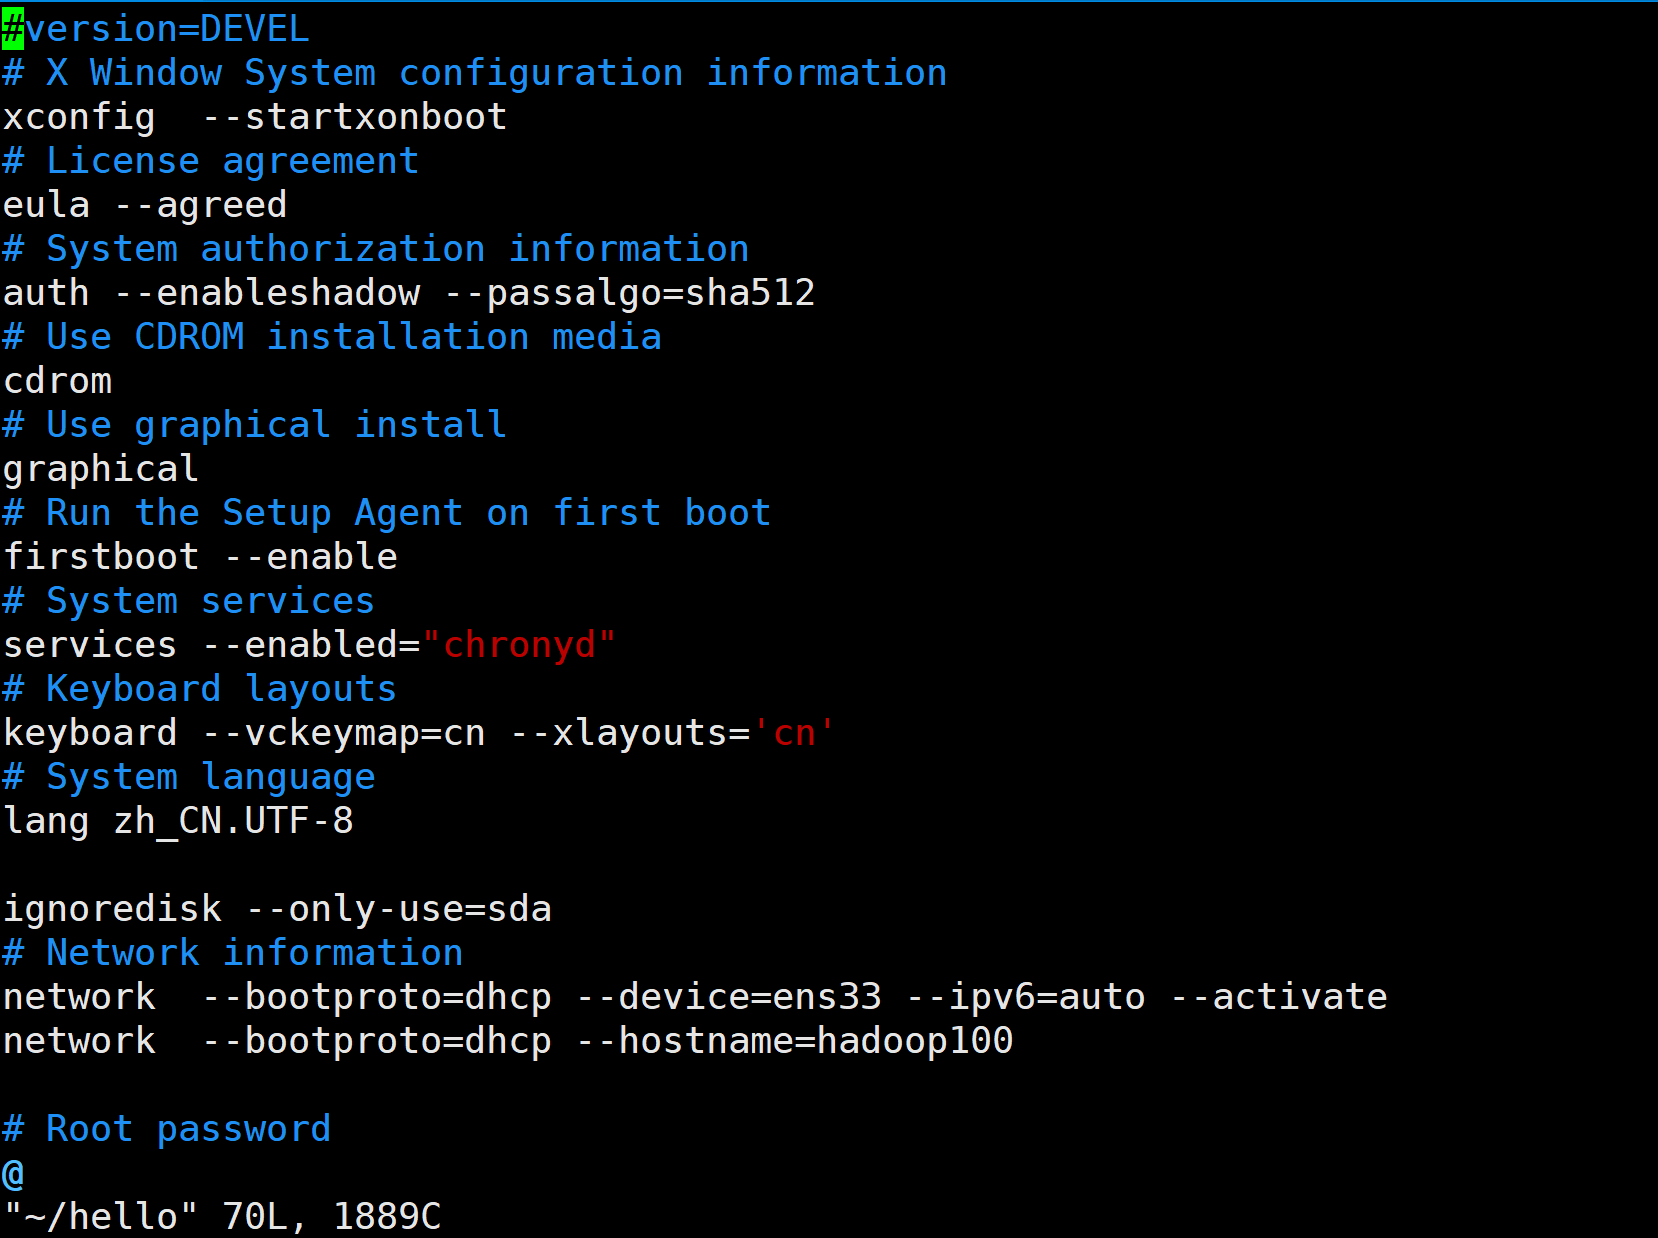 #version=DEVEL
# X Window System configuration information
xconfig  --startxonboot
# License agreement
eula --agreed
# System authorization information
auth --enableshadow --passalgo=sha512
# Use CDROM installation media
cdrom
# Use graphical install
graphical
# Run the Setup Agent on first boot
firstboot --enable
# System services
services --enabled="chronyd"
# Keyboard layouts
keyboard --vckeymap=cn --xlayouts='cn'
# System language
lang zh_CN.UTF-8

ignoredisk --only-use=sda
# Network information
network  --bootproto=dhcp --device=ens33 --ipv6=auto --activate
network  --bootproto=dhcp --hostname=hadoop100

# Root password
@
"~/hello" 70L, 1889C